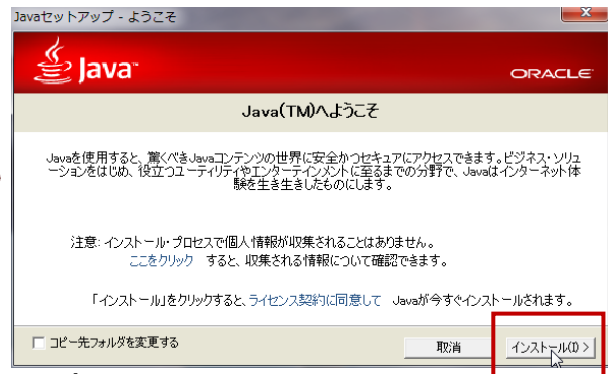 Javaセットアップ - ようこそ
Java™
ORACLE
Java(TM)へようこそ
Javaを使用すると、驚くべきJavaコンテンツの世界に安全かつセキュアにアクセスできます。ビジネス・ソリュ
ーションをはじめ、役立つユーティリティやエンターテインメントに至るまでの分野で、Javaはインターネット体
験を生き生きしたものにします。
注意: インストール・プロセスで個人情報が収集されることはありません。
ここをクリック すると、収集される情報について確認できます。
「インストール」をクリックすると、ライセンス契約に同意して Javaが今すぐインストールされます。
コピー先フォルダを変更する
取消
インストール(I) >